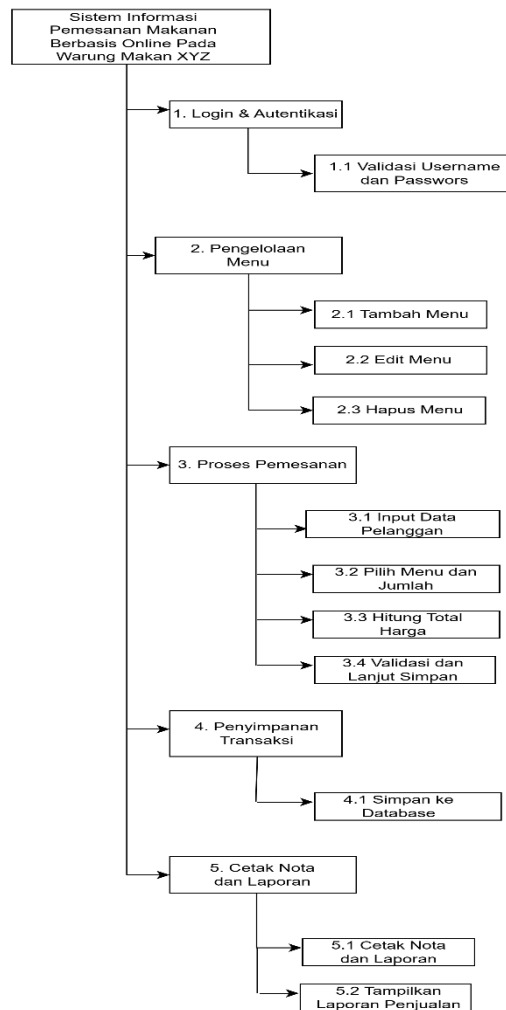 Sistem Informasi
Pemesanan Makanan
Berbasis Online Pada
Warung Makan XYZ
1. Login & Autentikasi
1.1 Validasi Username
dan Passwors
2. Pengelolaan
Menu
2.1 Tambah Menu
2.2 Edit Menu
2.3 Hapus Menu
3. Proses Pemesanan
3.1 Input Data
Pelanggan
3.2 Pilih Menu dan
Jumlah
3.3 Hitung Total
Harga
3.4 Validasi dan
Lanjut Simpan
4. Penyimpanan
Transaksi
4.1 Simpan ke
Database
5. Cetak Nota
dan Laporan
5.1 Cetak Nota
dan Laporan
5.2 Tampilkan
Laporan Penjualan